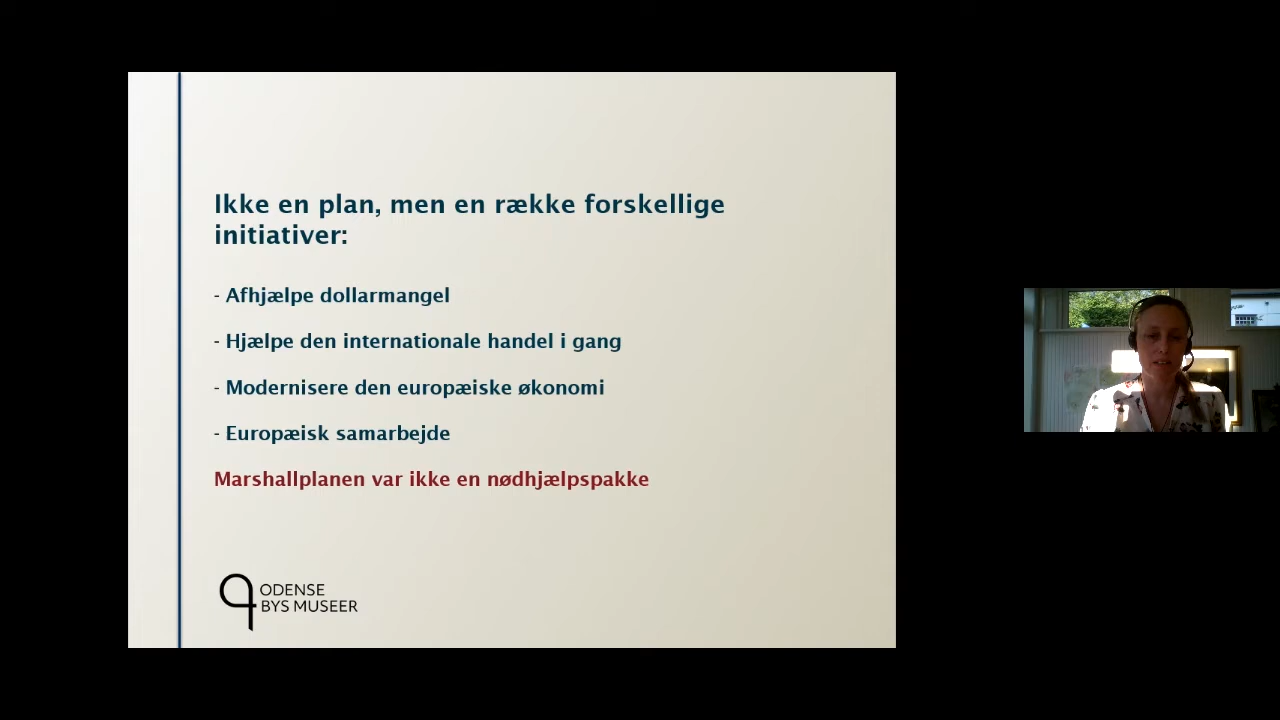 Ikke en plan, men en række forskellige
initiativer:
- Afhjælpe dollarmangel
- Hjælpe den internationale handel i gang
- Modernisere den europæiske økonomi
- Europæisk samarbejde
Marshallplanen var ikke en nødhjælpspakke
ODENSE
BYS MUSEER